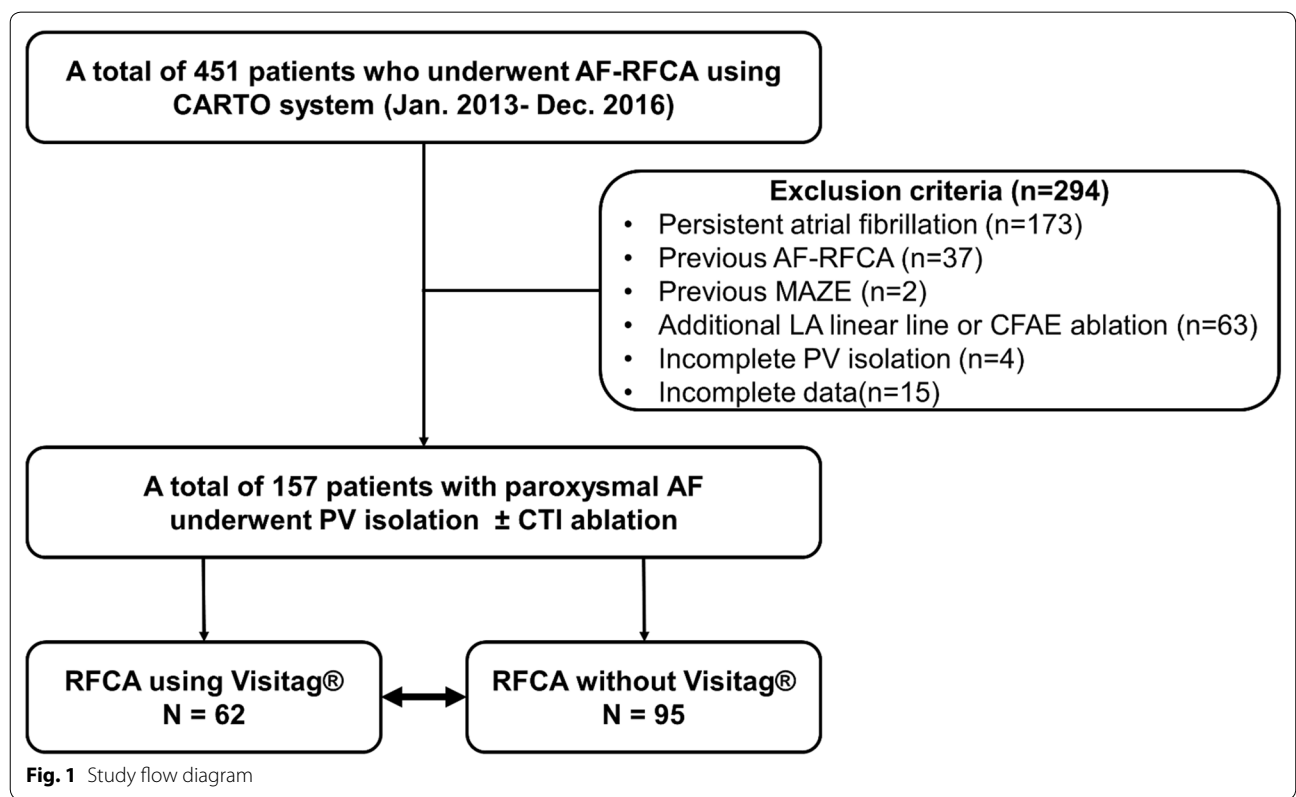 A total of 451 patients who underwent AF-RFCA using
CARTO system (Jan. 2013- Dec. 2016)
Exclusion criteria (n=294)
• Persistent atrial fibrillation (n=173)
• Previous AF-RFCA (n=37)
• Previous MAZE (n=2)
• Additional LA linear line or CFAE ablation (n=63)
• Incomplete PV isolation (n=4)
• Incomplete data(n=15)
A total of 157 patients with paroxysmal AF
underwent PV isolation ± CTI ablation
RFCA using Visitag®
N = 62
RFCA without Visitag®
N = 95
Fig. 1 Study flow diagram